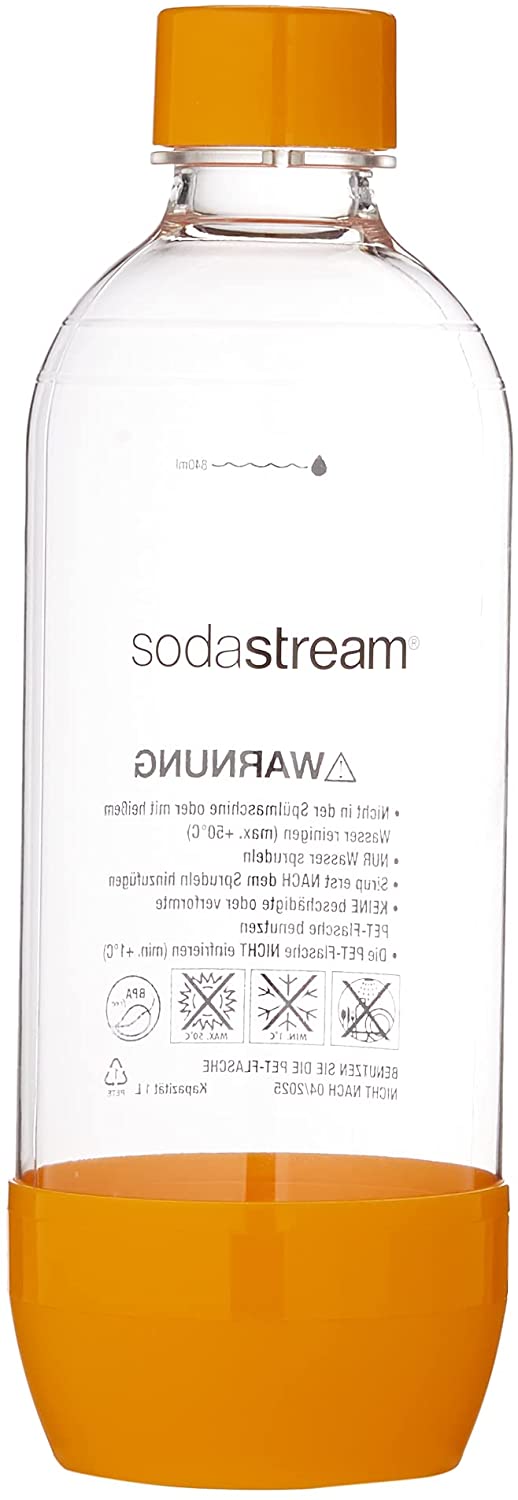 840ml
sodastream®
WARNUNG
• Nicht in der Spülmaschine oder mit heißem
Wasser reinigen (max. +50°C)
• NUR Wasser sprudeln
• Sirup erst NACH dem Sprudeln hinzufügen
• KEINE beschädigte oder verformte
PET-Flasche benutzen
• Die PET-Flasche NICHT einfrieren (min. +1°C)
MIN. 1°C
MAX. 50°C
BPA
free
BENUTZEN SIE DIE PET-FLASCHE
NICHT NACH 04/2025
Kapazität 1 L
1
PETE